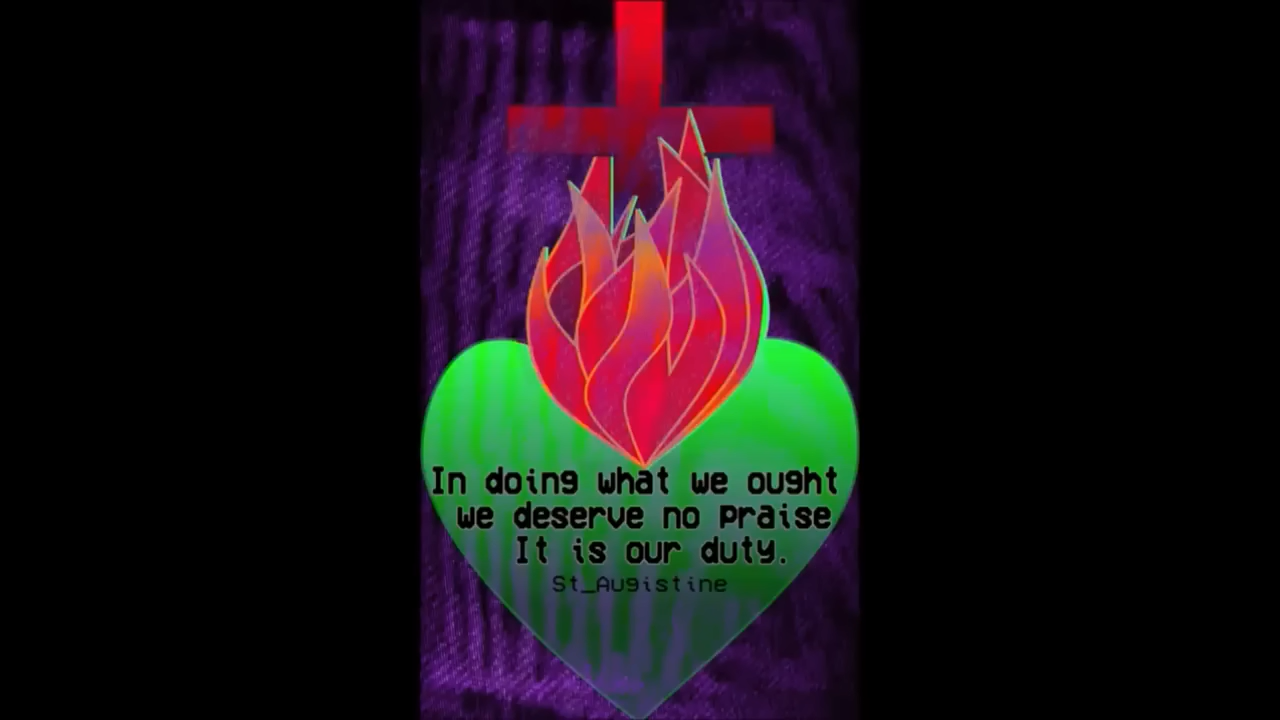 In doing what we ought
we deserve no praise
It is our duty.
St_Augistine